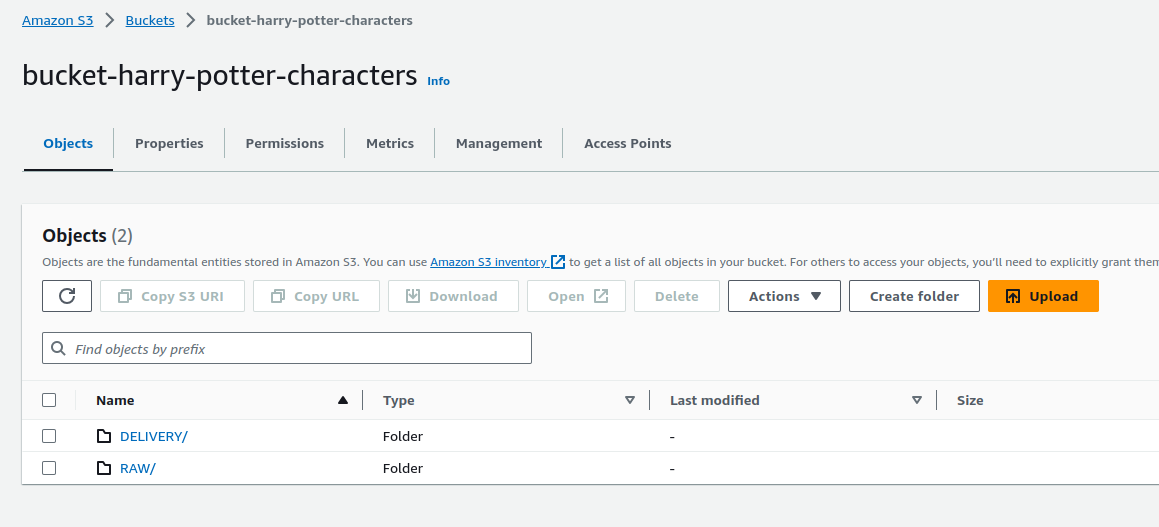 Amazon S3 > Buckets > bucket-harry-potter-characters
bucket-harry-potter-characters Info
Objects Properties Permissions Metrics Management Access Points
Objects (2)
Objects are the fundamental entities stored in Amazon S3. You can use Amazon S3 inventory to get a list of all objects in your bucket. For others to access your objects, you'll need to explicitly grant them
Copy S3 URI Copy URL Download Open Delete Actions Create folder Upload
Find objects by prefix
Name Type Last modified Size
DELIVERY/ Folder -
RAW/ Folder -